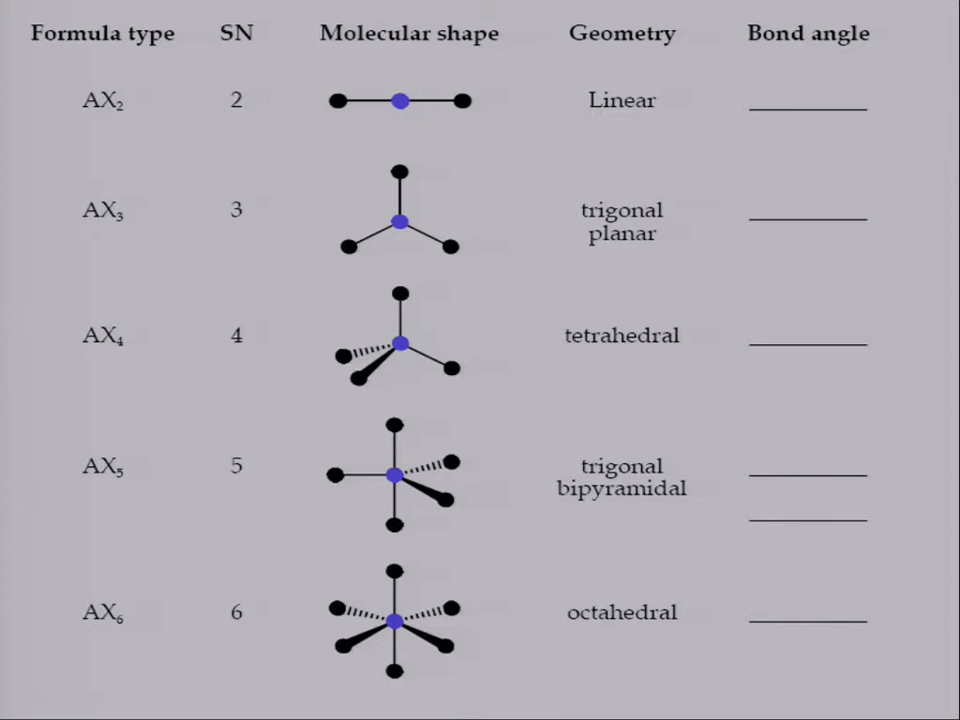 Formula type SN Molecular shape Geometry Bond angle
AX₂ 2 Linear
AX₃ 3 trigonal
planar
AX₄ 4 tetrahedral
AX₅ 5 trigonal
bipyramidal
AX₆ 6 octahedral